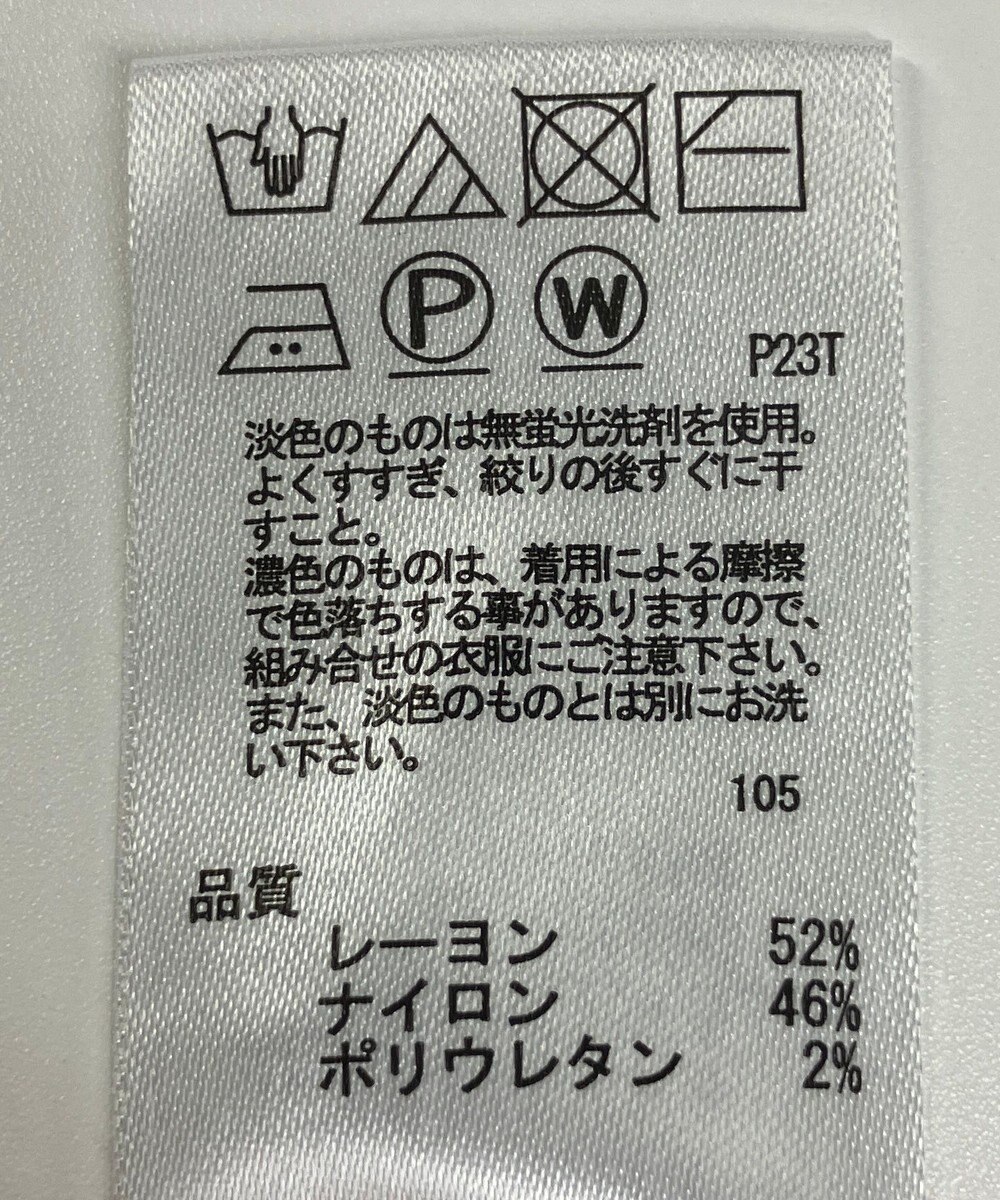 P W P23T
淡色のものは無蛍光洗剤を使用。
よくすすぎ、絞りの後すぐに干
すこと。
濃色のものは、着用による摩擦
で色落ちする事がありますので、
組み合せの衣服にご注意下さい。
また、淡色のものとは別にお洗
い下さい。
105
品質
レーヨン 52%
ナイロン 46%
ポリウレタン 2%